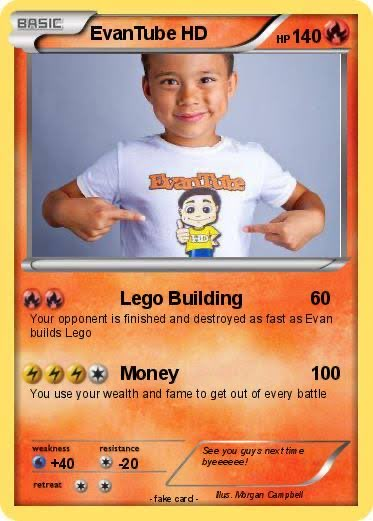 BASIC
EvanTube HD
HP 140
EvanTube
HD
Lego Building 60
Your opponent is finished and destroyed as fast as Evan
builds Lego
Money 100
You use your wealth and fame to get out of every battle
weakness resistance
+40 -20
retreat
See you guys next time
byeeeeee!
- fake card -
Illus. Morgan Campbell